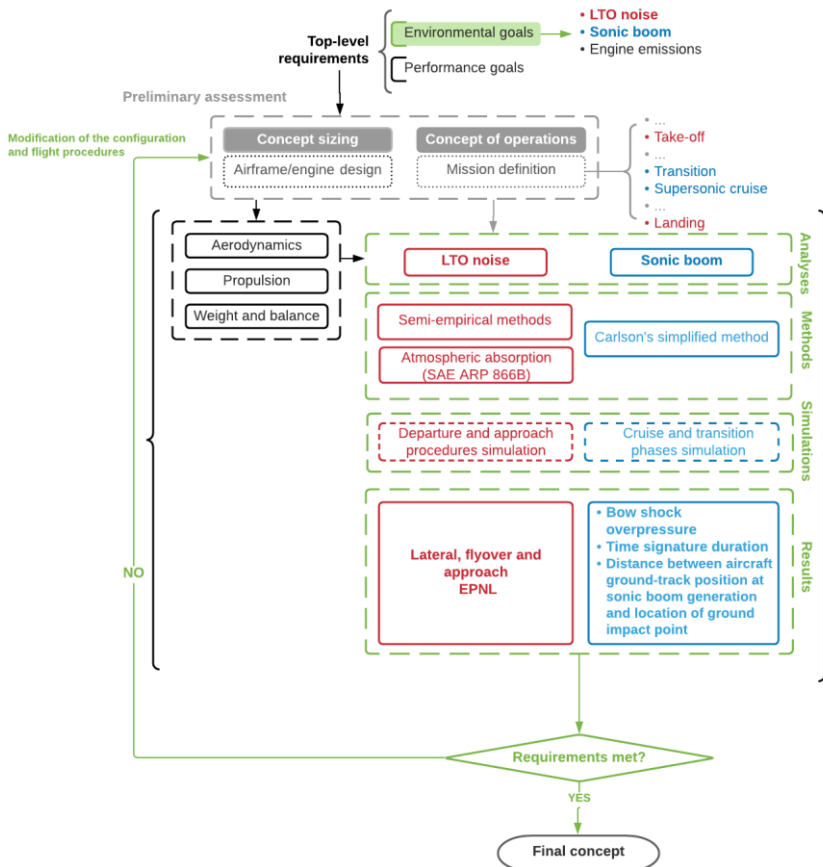 Top-level
requirements
Environmental goals
Performance goals
• LTO noise
• Sonic boom
• Engine emissions
Preliminary assessment
Modification of the configuration
and flight procedures
Concept sizing
Concept of operations
Airframe/engine design
Mission definition
• ...
• Take-off
• ...
• Transition
• Supersonic cruise
• ...
• Landing
Aerodynamics
Propulsion
Weight and balance
LTO noise
Sonic boom
Analyses
Semi-empirical methods
Atmospheric absorption
(SAE ARP 866B)
Carlson's simplified method
Methods
Departure and approach
procedures simulation
Cruise and transition
phases simulation
Simulations
Lateral, flyover and
approach
EPNL
• Bow shock
overpressure
• Time signature duration
• Distance between aircraft
ground-track position at
sonic boom generation
and location of ground
impact point
Results
NO
Requirements met?
YES
Final concept